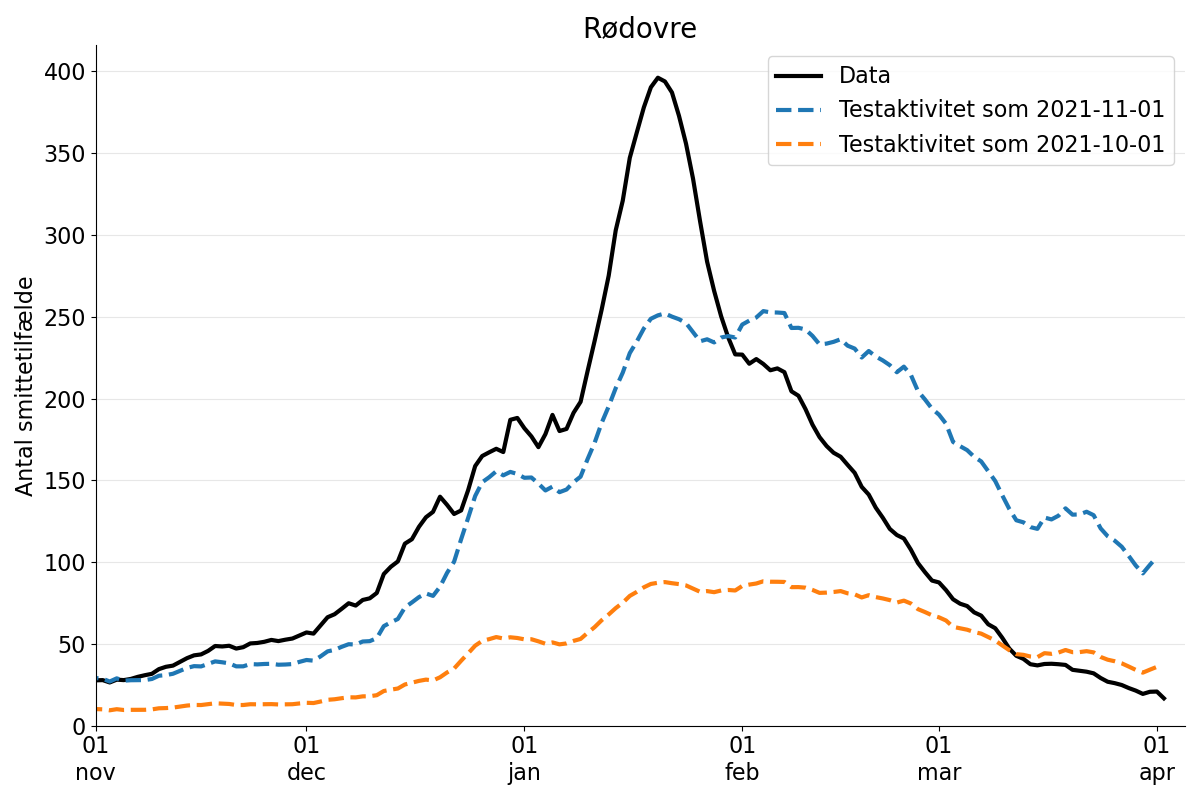 Rødovre
Data
Testaktivitet som 2021-11-01
Testaktivitet som 2021-10-01
Antal smittetilfælde
400
350
300
250
200
150
100
50
0
01 01 01 01 01 01
nov dec jan feb mar apr